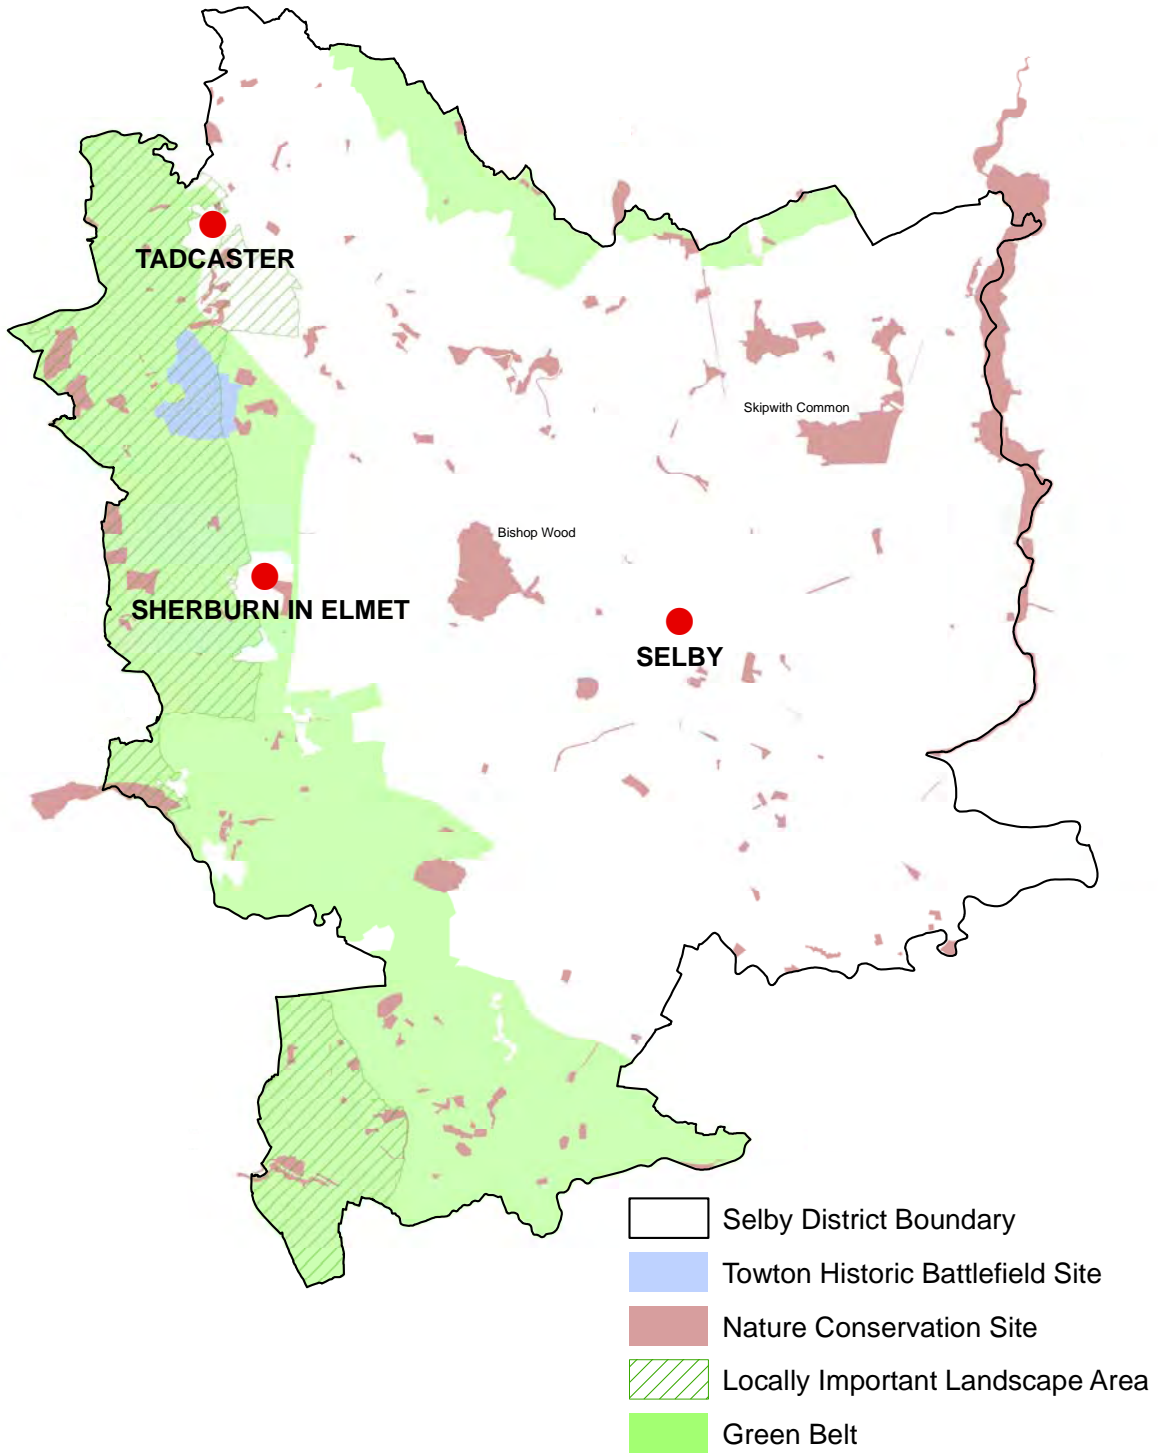 TADCASTER
Skipwith Common
Bishop Wood
SHERBURN IN ELMET
SELBY
Selby District Boundary
Towton Historic Battlefield Site
Nature Conservation Site
Locally Important Landscape Area
Green Belt